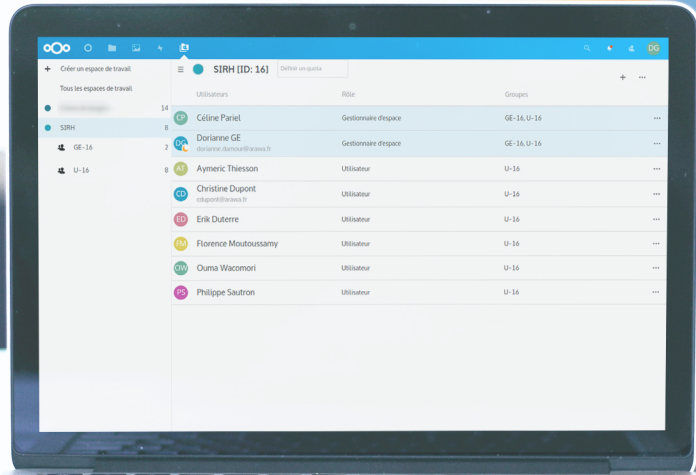 DG
+ Créer un espace de travail
SIRH [ID: 16]
Définir un quota
Tous les espaces de travail
Utilisateurs Rôle Groupes
14
SIRH 8
GE-16 2
U-16 8
CP Céline Pariel Gestionnaire d'espace GE-16, U-16
DG Dorianne GE Gestionnaire d'espace GE-16, U-16
dorianne.damour@arawa.fr
AT Aymeric Thiesson Utilisateur U-16
CD Christine Dupont Utilisateur U-16
cdupont@arawa.fr
ED Erik Duterre Utilisateur U-16
FM Florence Moutoussamy Utilisateur U-16
OW Ouma Wacomori Utilisateur U-16
PS Philippe Sautron Utilisateur U-16